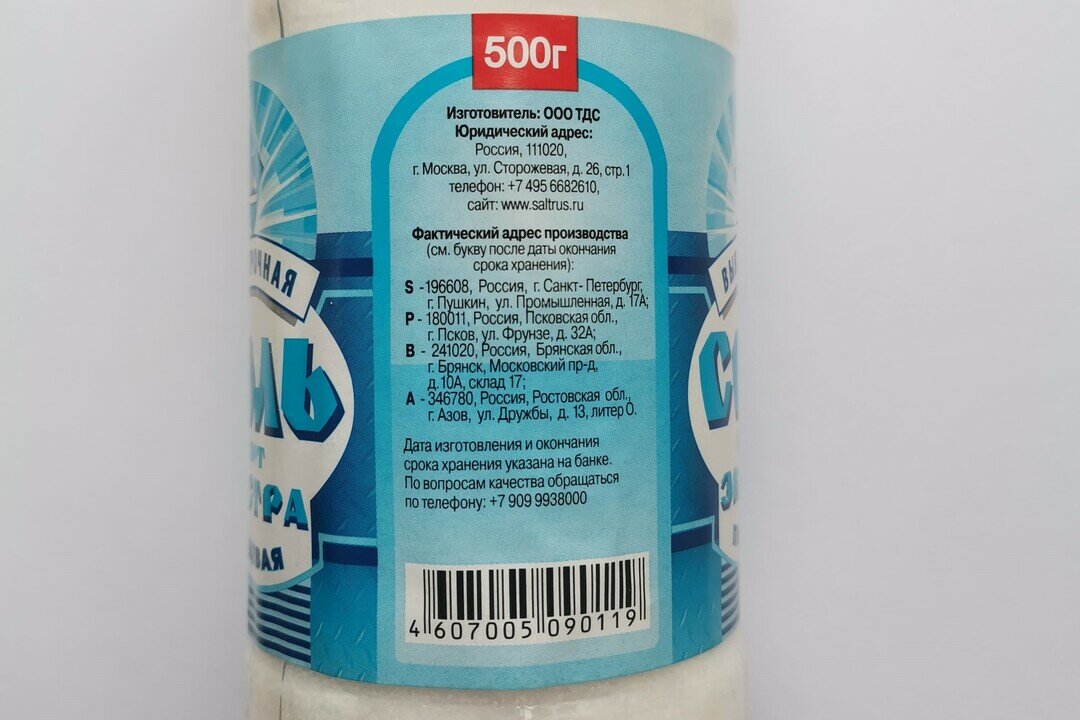 500г
Изготовитель: ООО ТДС
Юридический адрес:
Россия, 111020,
г. Москва, ул. Сторожевая, д. 26, стр.1
телефон: +7 495 6682610,
сайт: www.saltrus.ru
Фактический адрес производства
(см. букву после даты окончания
срока хранения):
S -196608, Россия, г. Санкт- Петербург,
г. Пушкин, ул. Промышленная, д. 17А;
P - 180011, Россия, Псковская обл.,
г. Псков, ул. Фрунзе, д. 32А;
B - 241020, Россия, Брянская обл.,
г. Брянск, Московский пр-д,
д.10А, склад 17;
A - 346780, Россия, Ростовская обл.,
г. Азов, ул. Дружбы, д. 13, литер О.
Дата изготовления и окончания
срока хранения указана на банке.
По вопросам качества обращаться
по телефону: +7 909 9938000
4 607005 090119